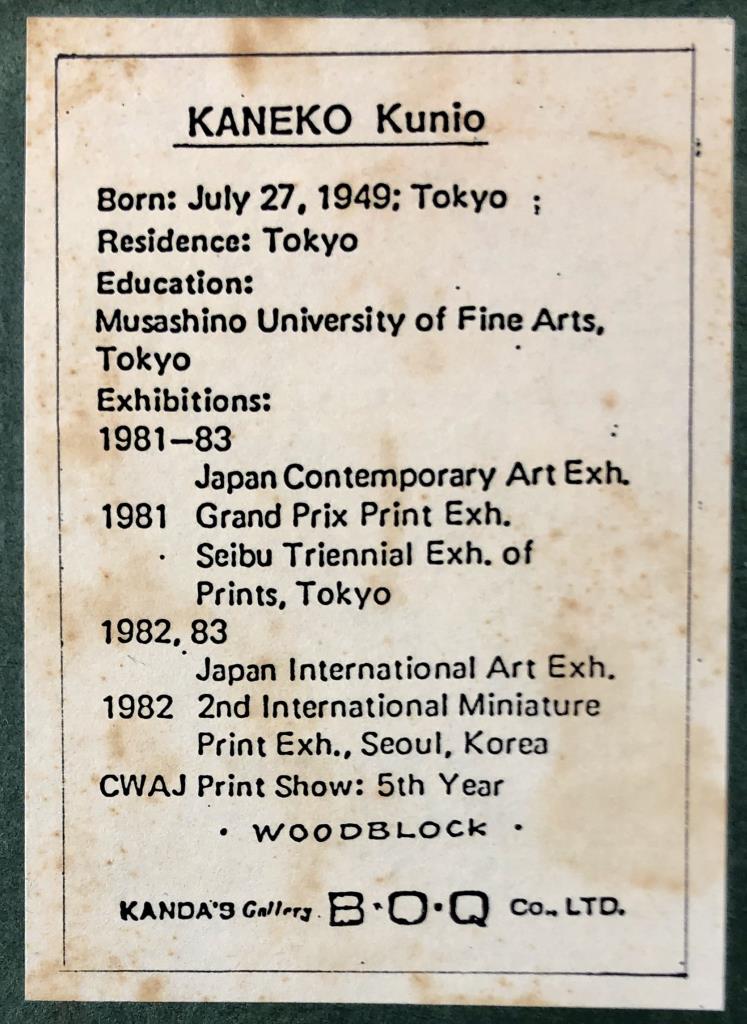 KANEKO Kunio
Born: July 27, 1949; Tokyo ;
Residence: Tokyo
Education:
Musashino University of Fine Arts,
Tokyo
Exhibitions:
1981–83
Japan Contemporary Art Exh.
1981 Grand Prix Print Exh.
Seibu Triennial Exh. of
Prints, Tokyo
1982, 83
Japan International Art Exh.
1982 2nd International Miniature
Print Exh., Seoul, Korea
CWAJ Print Show: 5th Year
· WOODBLOCK ·
KANDA'S Gallery B·O·Q Co., LTD.